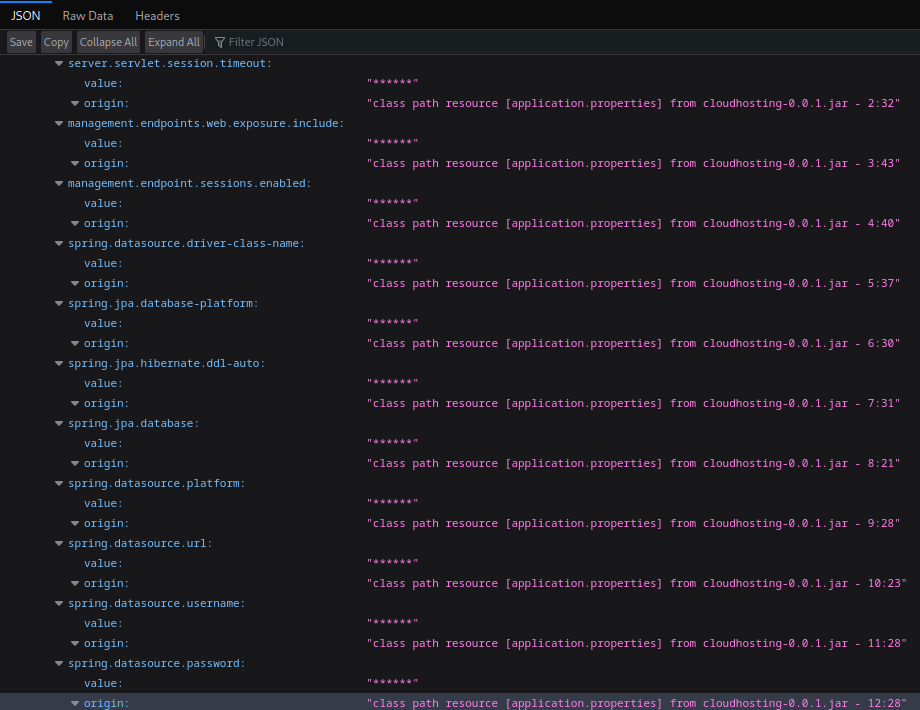 JSON Raw Data Headers
Save Copy Collapse All Expand All Filter JSON
server.servlet.session.timeout:
value: "******"
origin: "class path resource [application.properties] from cloudhosting-0.0.1.jar - 2:32"
management.endpoints.web.exposure.include:
value: "******"
origin: "class path resource [application.properties] from cloudhosting-0.0.1.jar - 3:43"
management.endpoint.sessions.enabled:
value: "******"
origin: "class path resource [application.properties] from cloudhosting-0.0.1.jar - 4:40"
spring.datasource.driver-class-name:
value: "******"
origin: "class path resource [application.properties] from cloudhosting-0.0.1.jar - 5:37"
spring.jpa.database-platform:
value: "******"
origin: "class path resource [application.properties] from cloudhosting-0.0.1.jar - 6:30"
spring.jpa.hibernate.ddl-auto:
value: "******"
origin: "class path resource [application.properties] from cloudhosting-0.0.1.jar - 7:31"
spring.jpa.database:
value: "******"
origin: "class path resource [application.properties] from cloudhosting-0.0.1.jar - 8:21"
spring.datasource.platform:
value: "******"
origin: "class path resource [application.properties] from cloudhosting-0.0.1.jar - 9:28"
spring.datasource.url:
value: "******"
origin: "class path resource [application.properties] from cloudhosting-0.0.1.jar - 10:23"
spring.datasource.username:
value: "******"
origin: "class path resource [application.properties] from cloudhosting-0.0.1.jar - 11:28"
spring.datasource.password:
value: "******"
origin: "class path resource [application.properties] from cloudhosting-0.0.1.jar - 12:28"